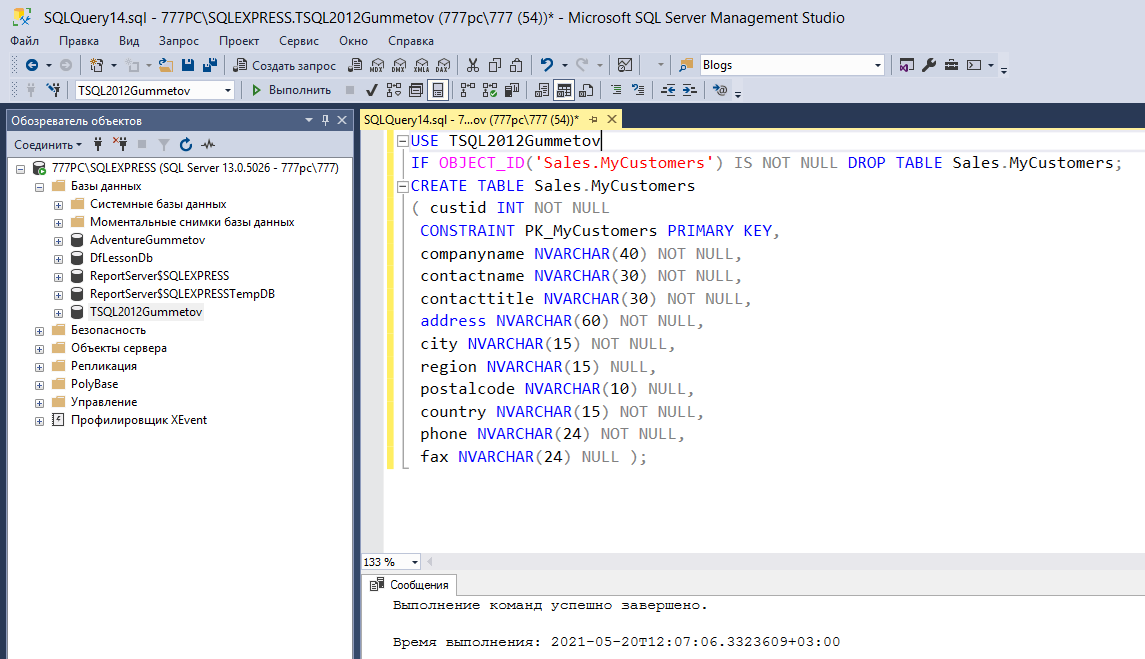 SQLQuery14.sql - 777PC\SQLEXPRESS.TSQL2012Gummetov (777pc\777 (54))* - Microsoft SQL Server Management Studio
Файл Правка Вид Запрос Проект Сервис Окно Справка
Создать запрос MDX DMX XMLA DAX Blogs
TSQL2012Gummetov Выполнить
Обозреватель объектов
Соединить
777PC\SQLEXPRESS (SQL Server 13.0.5026 - 777pc\777)
Базы данных
Системные базы данных
Моментальные снимки базы данных
AdventureGummetov
DfLessonDb
ReportServer$SQLEXPRESS
ReportServer$SQLEXPRESSTempDB
TSQL2012Gummetov
Безопасность
Объекты сервера
Репликация
PolyBase
Управление
Профилировщик XEvent
SQLQuery14.sql - 7...ov (777pc\777 (54))*
USE TSQL2012Gummetov
IF OBJECT_ID('Sales.MyCustomers') IS NOT NULL DROP TABLE Sales.MyCustomers;
CREATE TABLE Sales.MyCustomers
( custid INT NOT NULL
CONSTRAINT PK_MyCustomers PRIMARY KEY,
companyname NVARCHAR(40) NOT NULL,
contactname NVARCHAR(30) NOT NULL,
contacttitle NVARCHAR(30) NOT NULL,
address NVARCHAR(60) NOT NULL,
city NVARCHAR(15) NOT NULL,
region NVARCHAR(15) NULL,
postalcode NVARCHAR(10) NULL,
country NVARCHAR(15) NOT NULL,
phone NVARCHAR(24) NOT NULL,
fax NVARCHAR(24) NULL );
133 %
Сообщения
Выполнение команд успешно завершено.
Время выполнения: 2021-05-20T12:07:06.3323609+03:00